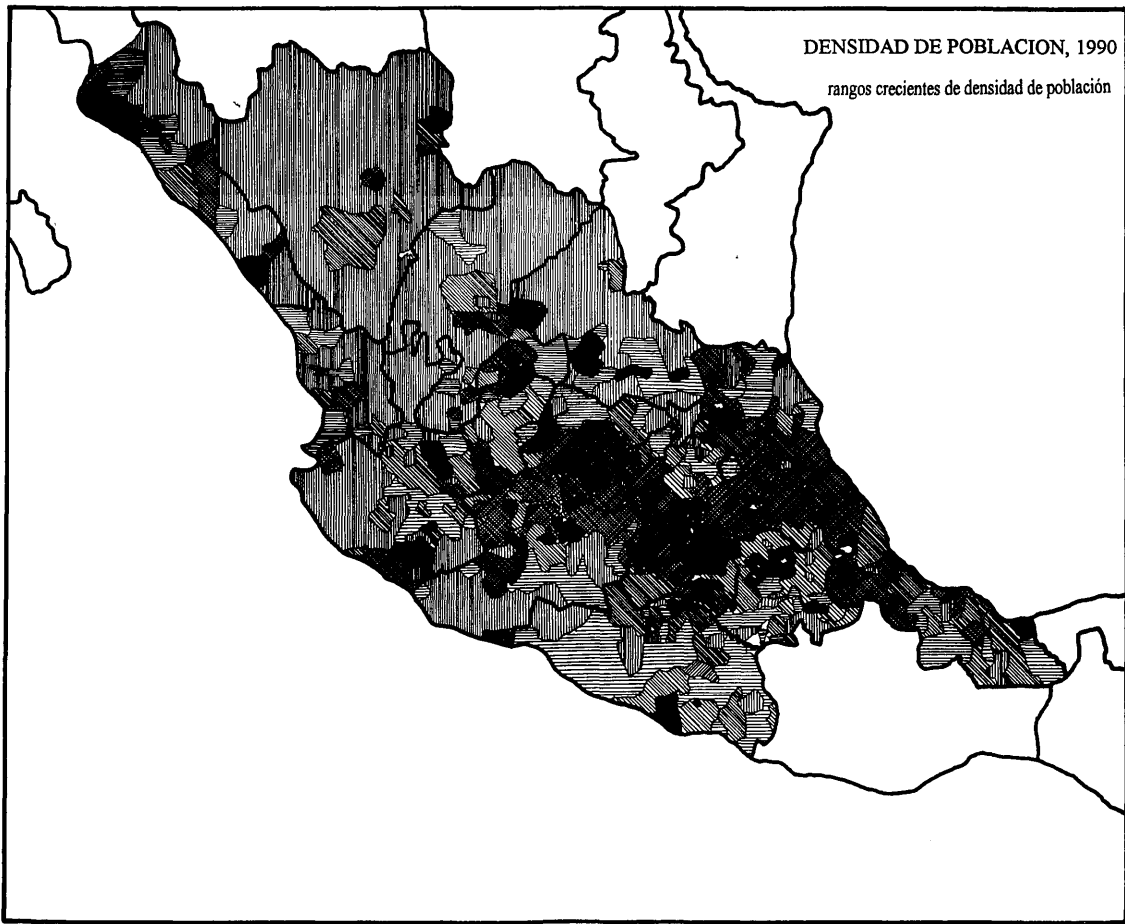 DENSIDAD DE POBLACION, 1990
rangos crecientes de densidad de población